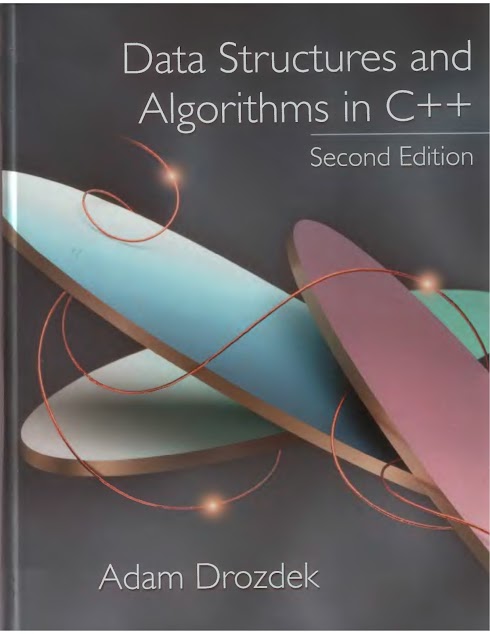 Data Structures and
Algorithms in C++
Second Edition
Adam Drozdek